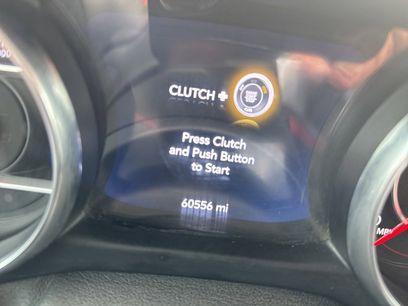 CLUTCH +
Press Clutch
and Push Button
to Start
60556 mi